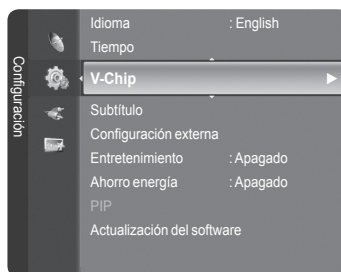 Configuración
Idioma : English
Tiempo
V-Chip
Subtítulo
Configuración externa
Entretenimiento : Apagado
Ahorro energía : Apagado
PIP
Actualización del software